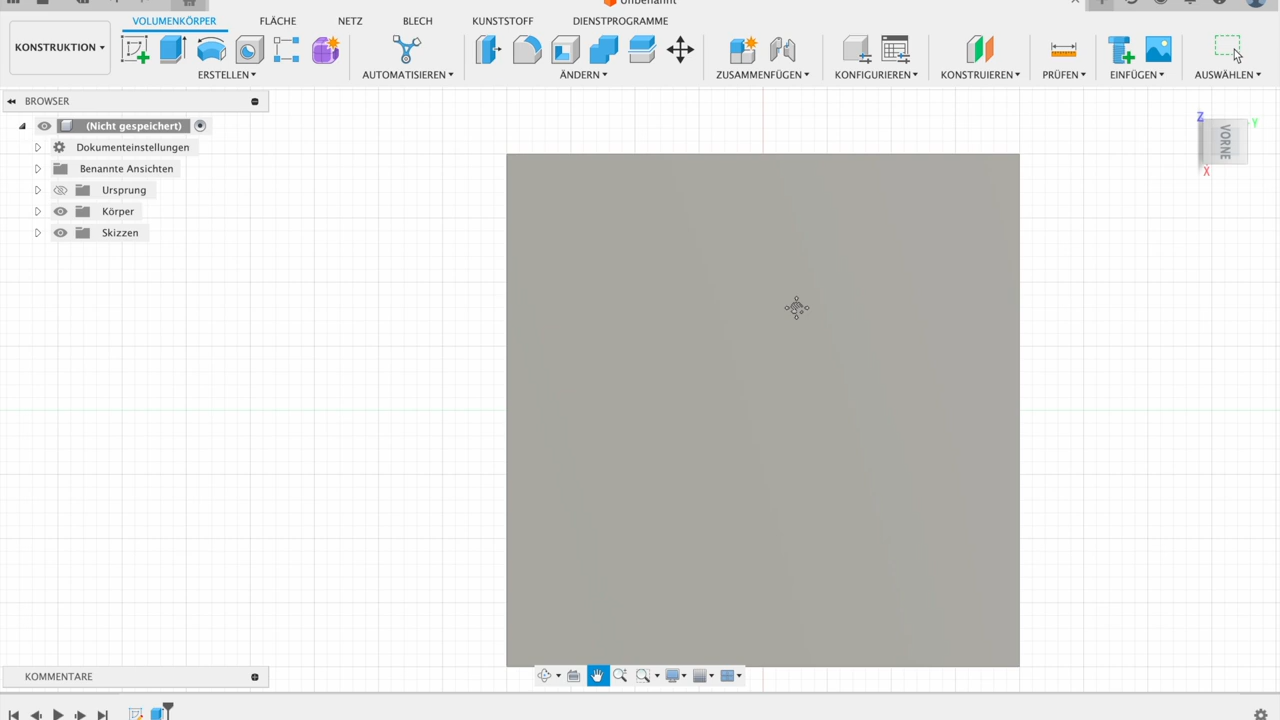 Unbenannt
VOLUMENKÖRPER FLÄCHE NETZ BLECH KUNSTSTOFF DIENSTPROGRAMME
KONSTRUKTION
ERSTELLEN AUTOMATISIEREN ÄNDERN ZUSAMMENFÜGEN KONFIGURIEREN KONSTRUIEREN PRÜFEN EINFÜGEN AUSWÄHLEN
BROWSER
(Nicht gespeichert)
Dokumenteinstellungen
Benannte Ansichten
Ursprung
Körper
Skizzen
Z
Y
VORNE
X
KOMMENTARE